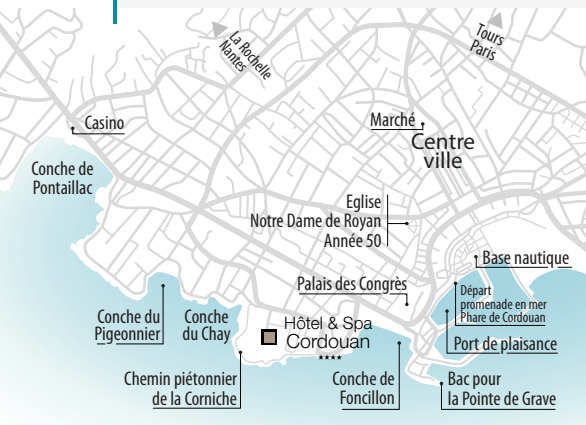 La Rochelle
Nantes
Tours
Paris
Casino
Marché
Centre
ville
Conche de
Pontaillac
Eglise
Notre Dame de Royan
Année 50
Base nautique
Palais des Congrès
Départ
promenade en mer
Phare de Cordouan
Conche du
Pigeonnier
Conche
du Chay
Hôtel & Spa
Cordouan
★★★★
Port de plaisance
Chemin piétonnier
de la Corniche
Conche de
Foncillon
Bac pour
la Pointe de Grave